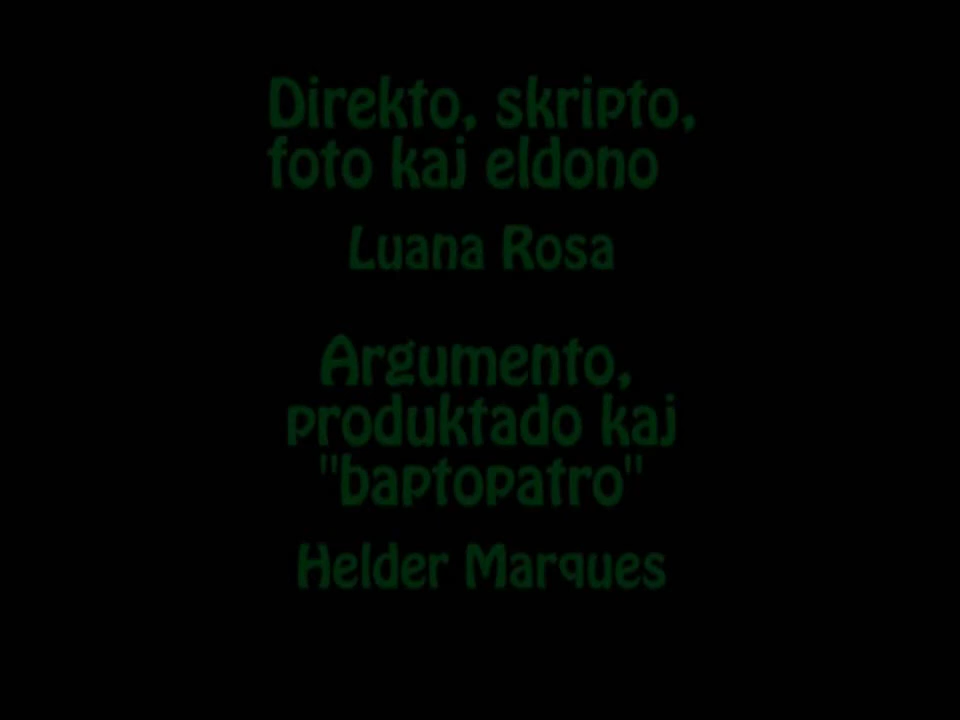 Direkto, skripto,
foto kaj eldono
Luana Rosa
Argumento,
produktado kaj
"baptopatro"
Helder Marques